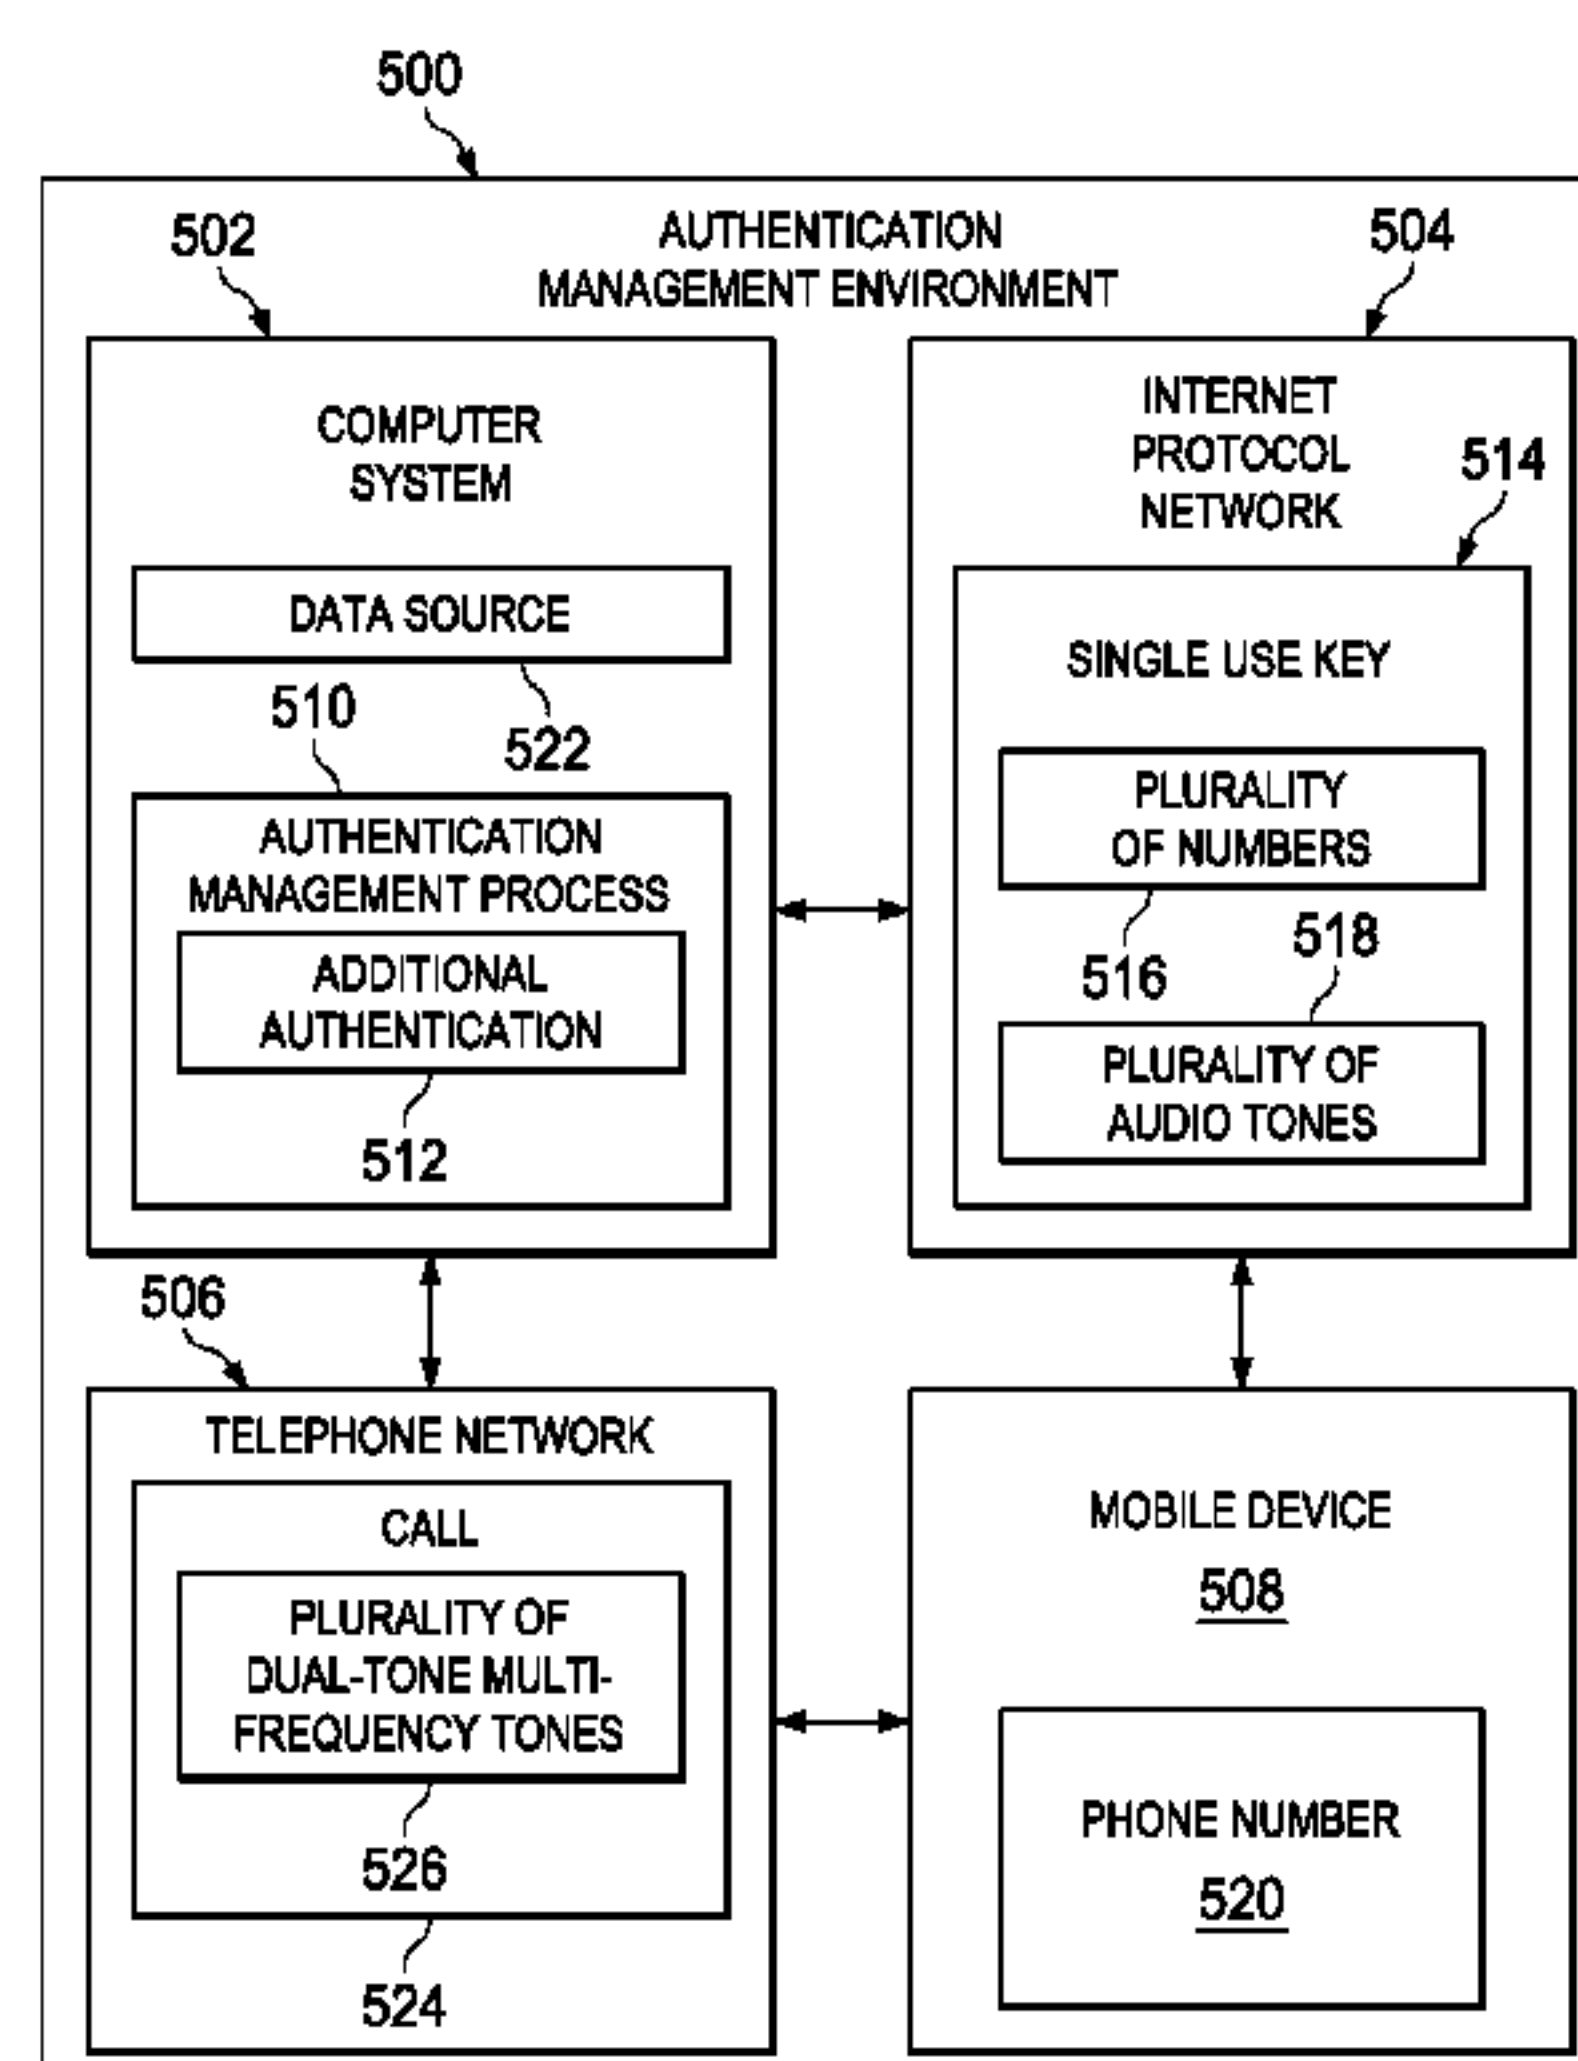 500
AUTHENTICATION
MANAGEMENT ENVIRONMENT
502
COMPUTER
SYSTEM
DATA SOURCE
522
510
AUTHENTICATION
MANAGEMENT PROCESS
ADDITIONAL
AUTHENTICATION
512
504
INTERNET
PROTOCOL
NETWORK
514
SINGLE USE KEY
PLURALITY
OF NUMBERS
516
518
PLURALITY OF
AUDIO TONES
506
TELEPHONE NETWORK
CALL
PLURALITY OF
DUAL-TONE MULTI-
FREQUENCY TONES
526
524
MOBILE DEVICE
508
PHONE NUMBER
520